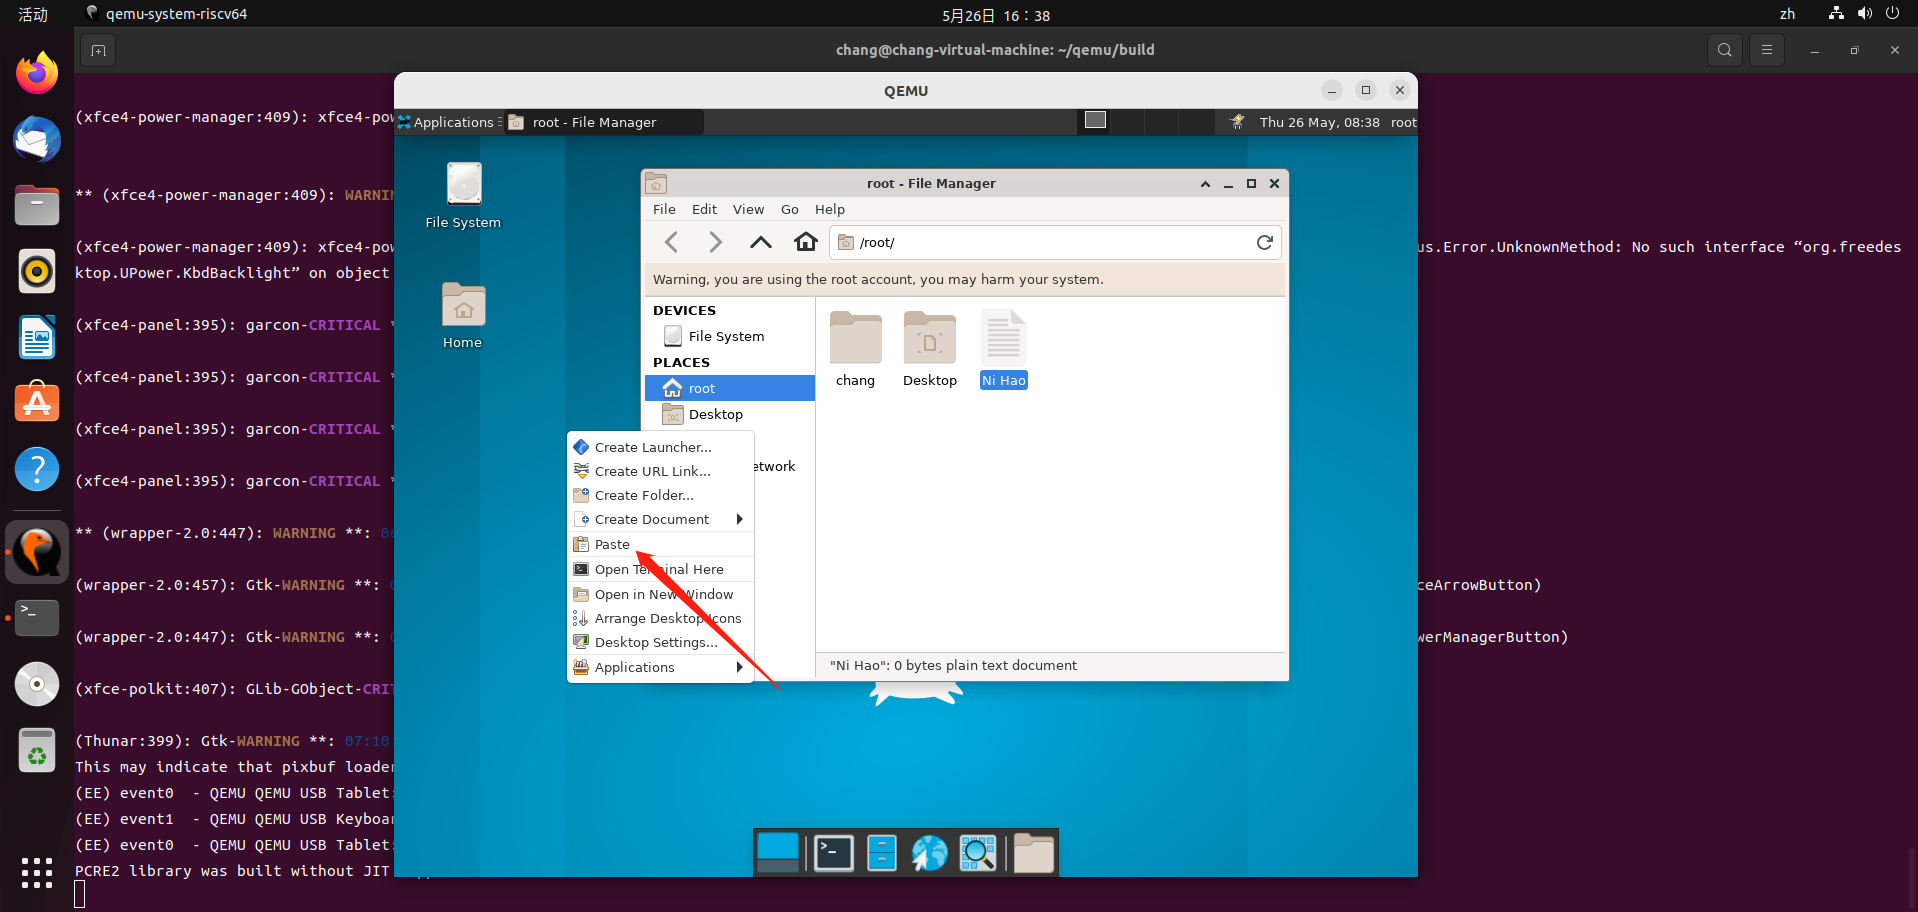 活动
qemu-system-riscv64
5月26日 16：38
zh
chang@chang-virtual-machine: ~/qemu/build
(xfce4-power-manager:409): xfce4-pow
** (xfce4-power-manager:409): WARNIN
(xfce4-power-manager:409): xfce4-pow
us.Error.UnknownMethod: No such interface “org.freedes
ktop.UPower.KbdBacklight” on object
(xfce4-panel:395): garcon-CRITICAL *
(xfce4-panel:395): garcon-CRITICAL *
(xfce4-panel:395): garcon-CRITICAL *
(xfce4-panel:395): garcon-CRITICAL *
** (wrapper-2.0:447): WARNING **: 0
(wrapper-2.0:457): Gtk-WARNING **:
ceArrowButton)
(wrapper-2.0:447): Gtk-WARNING **:
werManagerButton)
(xfce-polkit:407): GLib-GObject-CRIT
(Thunar:399): Gtk-WARNING **: 07:10:
This may indicate that pixbuf loader
(EE) event0  - QEMU QEMU USB Tablet:
(EE) event1  - QEMU QEMU USB Keyboar
(EE) event0  - QEMU QEMU USB Tablet:
PCRE2 library was built without JIT
QEMU
Applications
root - File Manager
Thu 26 May, 08:38
root
File System
Home
root - File Manager
File Edit View Go Help
/root/
Warning, you are using the root account, you may harm your system.
DEVICES
File System
PLACES
root
Desktop
etwork
chang
Desktop
Ni Hao
"Ni Hao": 0 bytes plain text document
Create Launcher...
Create URL Link...
Create Folder...
Create Document
Paste
Open Terminal Here
Open in New Window
Arrange Desktop Icons
Desktop Settings...
Applications